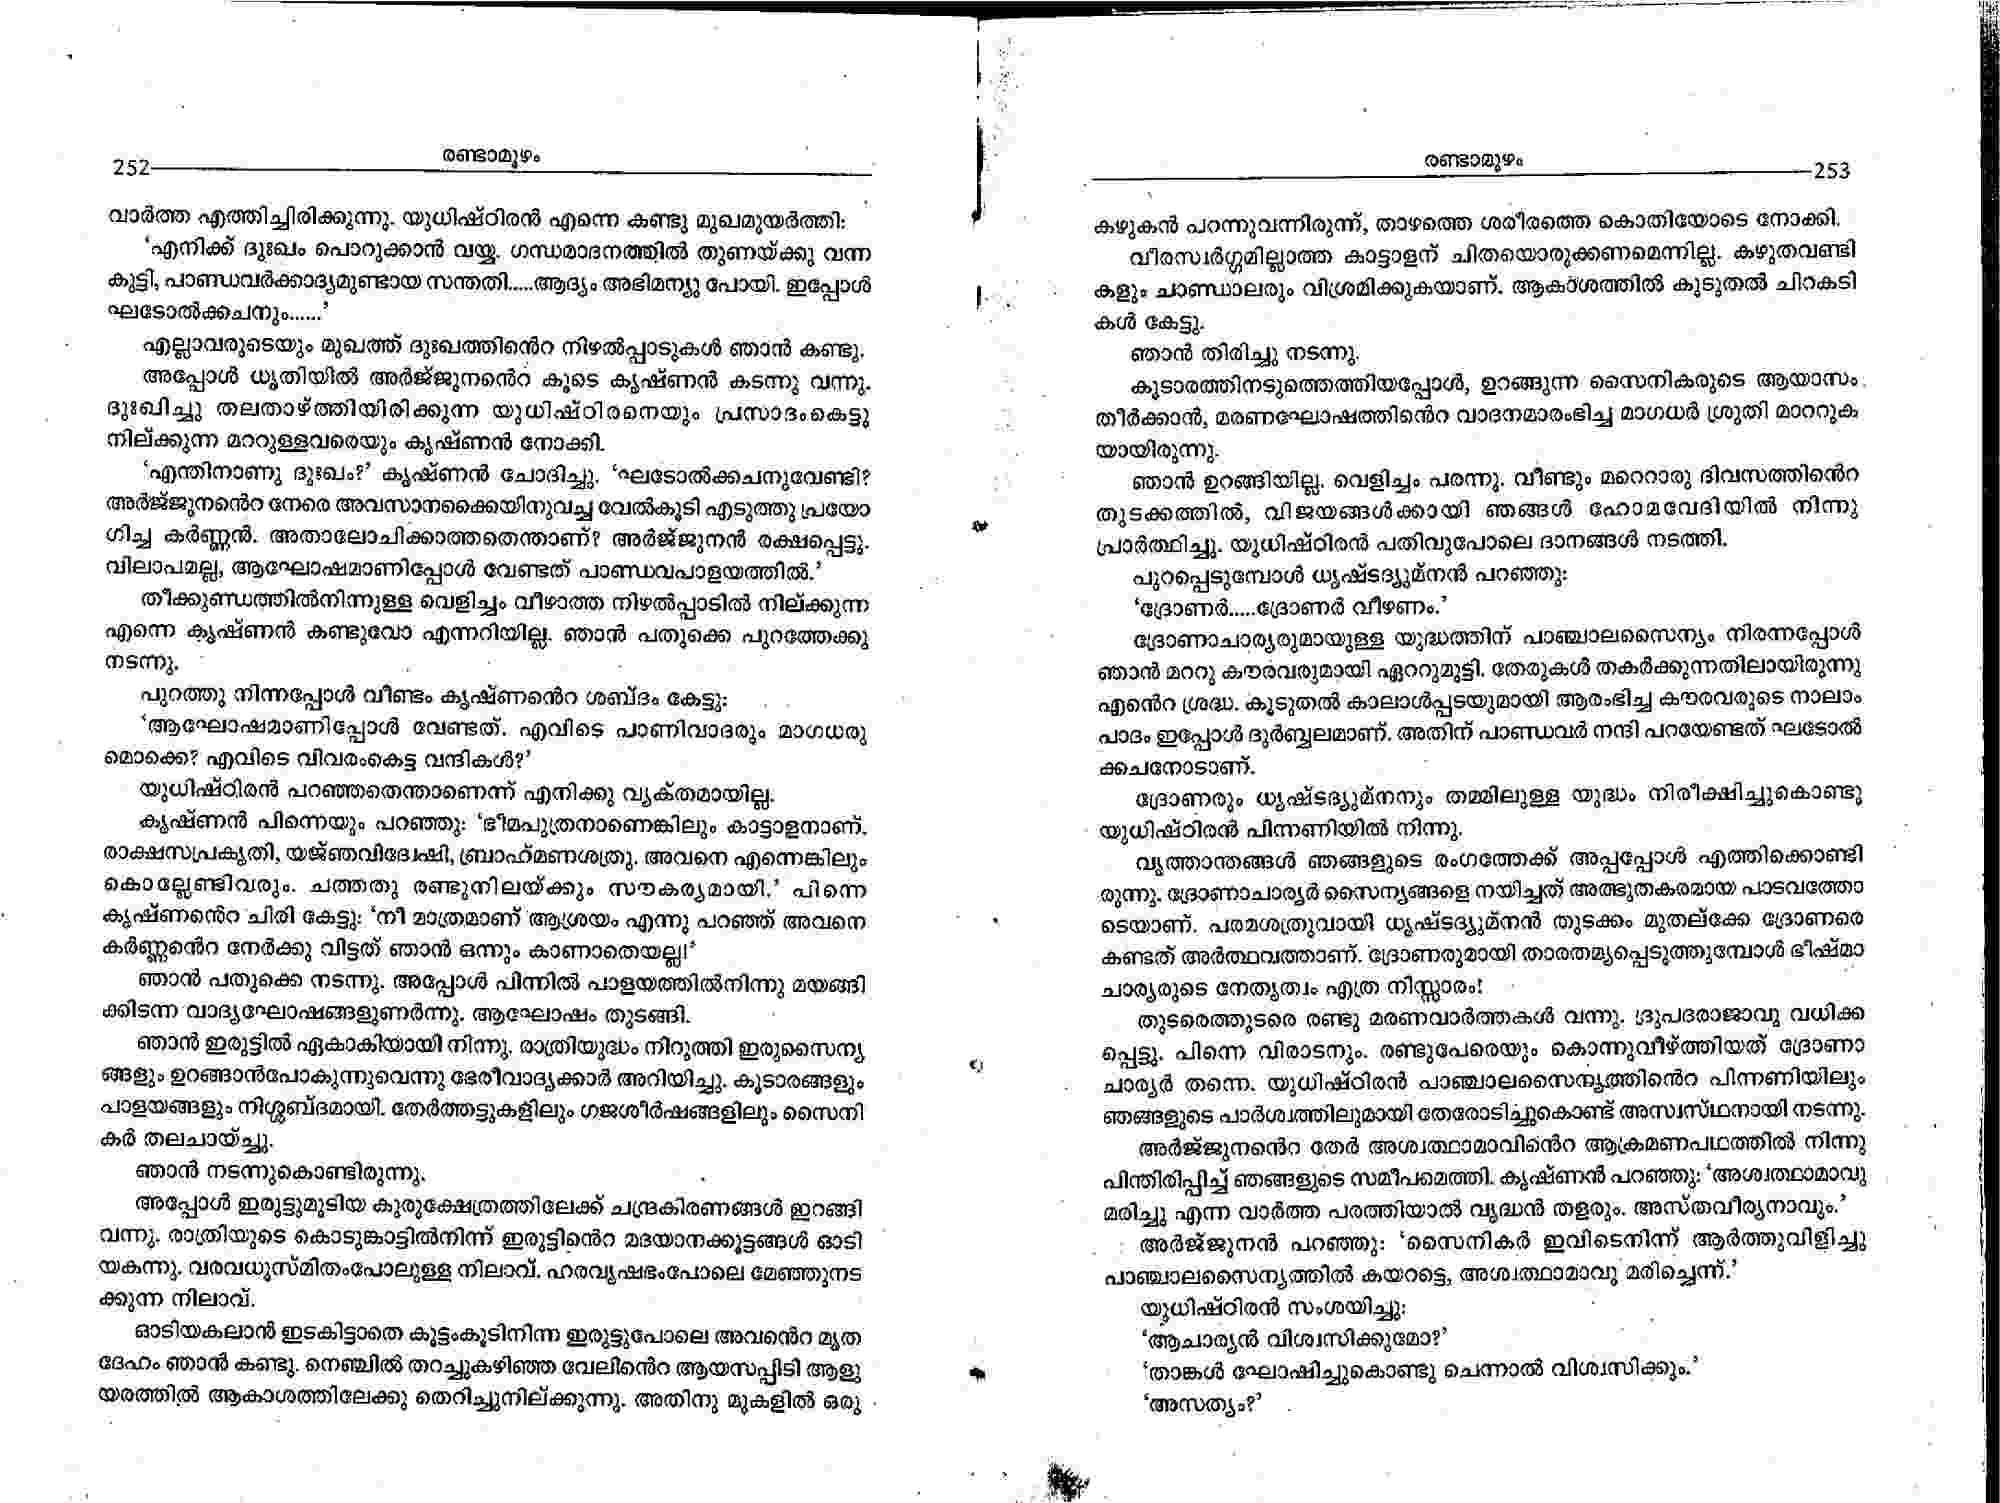 252
രണ്ടാമൂഴം
വാർത്ത എത്തിച്ചിരിക്കുന്നു. യുധിഷ്ഠിരൻ എന്നെ കണ്ടു മുഖമുയർത്തി:
‘എനിക്ക് ദുഃഖം പൊറുക്കാൻ വയ്യ. ഗന്ധമാദനത്തിൽ തുണയ്ക്കു വന്ന
കുട്ടി, പാണ്ഡവർക്കാദ്യമുണ്ടായ സന്തതി.....ആദ്യം അഭിമന്യു പോയി. ഇപ്പോൾ
ഘടോൽക്കചനും......’
എല്ലാവരുടെയും മുഖത്ത് ദുഃഖത്തിൻെറ നിഴൽപ്പാടുകൾ ഞാൻ കണ്ടു.
അപ്പോൾ ധൃതിയിൽ അർജ്ജുനൻെറ കൂടെ കൃഷ്ണൻ കടന്നു വന്നു.
ദുഃഖിച്ചു തലതാഴ്ത്തിയിരിക്കുന്ന യുധിഷ്ഠിരനെയും പ്രസാദംകെട്ടു
നില്ക്കുന്ന മററുള്ളവരെയും കൃഷ്ണൻ നോക്കി.
‘എന്തിനാണു ദുഃഖം?’ കൃഷ്ണൻ ചോദിച്ചു. ‘ഘടോൽക്കചനുവേണ്ടി?
അർജ്ജുനൻെറ നേരെ അവസാനക്കൈയിനുവച്ച വേൽകൂടി എടുത്തു പ്രയോ
ഗിച്ച കർണ്ണൻ. അതാലോചിക്കാത്തതെന്താണ്? അർജ്ജുനൻ രക്ഷപ്പെട്ടു.
വിലാപമല്ല, ആഘോഷമാണിപ്പോൾ വേണ്ടത് പാണ്ഡവപാളയത്തിൽ.’
തീക്കുണ്ഡത്തിൽനിന്നുള്ള വെളിച്ചം വീഴാത്ത നിഴൽപ്പാടിൽ നില്ക്കുന്ന
എന്നെ കൃഷ്ണൻ കണ്ടുവോ എന്നറിയില്ല. ഞാൻ പതുക്കെ പുറത്തേക്കു
നടന്നു.
പുറത്തു നിന്നപ്പോൾ വീണ്ടം കൃഷ്ണൻെറ ശബ്ദം കേട്ടു:
‘ആഘോഷമാണിപ്പോൾ വേണ്ടത്. എവിടെ പാണിവാദരും മാഗധരു
മൊക്കെ? എവിടെ വിവരംകെട്ട വന്ദികൾ?’
യുധിഷ്ഠിരൻ പറഞ്ഞതെന്താണെന്ന് എനിക്കു വ്യക്തമായില്ല.
കൃഷ്ണൻ പിന്നെയും പറഞ്ഞു: ‘ഭീമപുത്രനാണെങ്കിലും കാട്ടാളനാണ്.
രാക്ഷസപ്രകൃതി, യജ്ഞവിദ്വേഷി, ബ്രാഹ്മണശത്രു. അവനെ എന്നെങ്കിലും
കൊല്ലേണ്ടിവരും. ചത്തതു രണ്ടുനിലയ്ക്കും സൗകര്യമായി.’ പിന്നെ
കൃഷ്ണൻെറ ചിരി കേട്ടു: ‘നീ മാത്രമാണ് ആശ്രയം എന്നു പറഞ്ഞ് അവനെ
കർണ്ണൻെറ നേർക്കു വിട്ടത് ഞാൻ ഒന്നും കാണാതെയല്ല!’
ഞാൻ പതുക്കെ നടന്നു. അപ്പോൾ പിന്നിൽ പാളയത്തിൽനിന്നു മയങ്ങി
ക്കിടന്ന വാദ്യഘോഷങ്ങളുണർന്നു. ആഘോഷം തുടങ്ങി.
ഞാൻ ഇരുട്ടിൽ ഏകാകിയായി നിന്നു. രാത്രിയുദ്ധം നിറുത്തി ഇരുസൈന്യ
ങ്ങളും ഉറങ്ങാൻപോകുന്നുവെന്നു ഭേരീവാദ്യക്കാർ അറിയിച്ചു. കൂടാരങ്ങളും
പാളയങ്ങളും നിശ്ശബ്ദമായി. തേർത്തട്ടുകളിലും ഗജശീർഷങ്ങളിലും സൈനി
കർ തലചായ്ച്ചു.
ഞാൻ നടന്നുകൊണ്ടിരുന്നു.
അപ്പോൾ ഇരുട്ടുമൂടിയ കുരുക്ഷേത്രത്തിലേക്ക് ചന്ദ്രകിരണങ്ങൾ ഇറങ്ങി
വന്നു. രാത്രിയുടെ കൊടുങ്കാട്ടിൽനിന്ന് ഇരുട്ടിൻെറ മദയാനക്കൂട്ടങ്ങൾ ഓടി
യകന്നു. വരവധൂസ്മിതംപോലുള്ള നിലാവ്. ഹരവൃഷഭംപോലെ മേഞ്ഞുനട
ക്കുന്ന നിലാവ്.
ഓടിയകലാൻ ഇടകിട്ടാതെ കൂട്ടംകൂടിനിന്ന ഇരുട്ടുപോലെ അവൻെറ മൃത
ദേഹം ഞാൻ കണ്ടു. നെഞ്ചിൽ തറച്ചുകഴിഞ്ഞ വേലിൻെറ ആയസപ്പിടി ആളു
യരത്തിൽ ആകാശത്തിലേക്കു തെറിച്ചുനില്ക്കുന്നു. അതിനു മുകളിൽ ഒരു
രണ്ടാമൂഴം
253
കഴുകൻ പറന്നുവന്നിരുന്ന്, താഴത്തെ ശരീരത്തെ കൊതിയോടെ നോക്കി.
വീരസ്വർഗ്ഗമില്ലാത്ത കാട്ടാളന് ചിതയൊരുക്കണമെന്നില്ല. കഴുതവണ്ടി
കളും ചാണ്ഡാലരും വിശ്രമിക്കുകയാണ്. ആകാശത്തിൽ കൂടുതൽ ചിറകടി
കൾ കേട്ടു.
ഞാൻ തിരിച്ചു നടന്നു.
കൂടാരത്തിനടുത്തെത്തിയപ്പോൾ, ഉറങ്ങുന്ന സൈനികരുടെ ആയാസം
തീർക്കാൻ, മരണഘോഷത്തിൻെറ വാദനമാരംഭിച്ച മാഗധർ ശ്രുതി മാററുക
യായിരുന്നു.
ഞാൻ ഉറങ്ങിയില്ല. വെളിച്ചം പരന്നു. വീണ്ടും മറെറാരു ദിവസത്തിൻെറ
തുടക്കത്തിൽ, വിജയങ്ങൾക്കായി ഞങ്ങൾ ഹോമവേദിയിൽ നിന്നു
പ്രാർത്ഥിച്ചു. യുധിഷ്ഠിരൻ പതിവുപോലെ ദാനങ്ങൾ നടത്തി.
പുറപ്പെടുമ്പോൾ ധൃഷ്ടദ്യുമ്നൻ പറഞ്ഞു:
‘ദ്രോണർ.....ദ്രോണർ വീഴണം.’
ദ്രോണാചാര്യരുമായുള്ള യുദ്ധത്തിന് പാഞ്ചാലസൈന്യം നിരന്നപ്പോൾ
ഞാൻ മററു കൗരവരുമായി ഏററുമുട്ടി. തേരുകൾ തകർക്കുന്നതിലായിരുന്നു
എൻെറ ശ്രദ്ധ. കൂടുതൽ കാലാൾപ്പടയുമായി ആരംഭിച്ച കൗരവരുടെ നാലാം
പാദം ഇപ്പോൾ ദുർബ്ബലമാണ്. അതിന് പാണ്ഡവർ നന്ദി പറയേണ്ടത് ഘടോൽ
ക്കചനോടാണ്.
ദ്രോണരും ധൃഷ്ടദ്യുമ്നനും തമ്മിലുള്ള യുദ്ധം നിരീക്ഷിച്ചുകൊണ്ടു
യുധിഷ്ഠിരൻ പിന്നണിയിൽ നിന്നു.
വൃത്താന്തങ്ങൾ ഞങ്ങളുടെ രംഗത്തേക്ക് അപ്പപ്പോൾ എത്തിക്കൊണ്ടി
രുന്നു. ദ്രോണാചാര്യർ സൈന്യങ്ങളെ നയിച്ചത് അത്ഭുതകരമായ പാടവത്തോ
ടെയാണ്. പരമശത്രുവായി ധൃഷ്ടദ്യുമ്നൻ തുടക്കം മുതല്ക്കേ ദ്രോണരെ
കണ്ടത് അർത്ഥവത്താണ്. ദ്രോണരുമായി താരതമ്യപ്പെടുത്തുമ്പോൾ ഭീഷ്മാ
ചാര്യരുടെ നേതൃത്വം എത്ര നിസ്സാരം!
തുടരെത്തുടരെ രണ്ടു മരണവാർത്തകൾ വന്നു. ദ്രുപദരാജാവു വധിക്ക
പ്പെട്ടു. പിന്നെ വിരാടനും. രണ്ടുപേരെയും കൊന്നുവീഴ്ത്തിയത് ദ്രോണാ
ചാര്യർ തന്നെ. യുധിഷ്ഠിരൻ പാഞ്ചാലസൈന്യത്തിൻെറ പിന്നണിയിലും
ഞങ്ങളുടെ പാർശ്വത്തിലുമായി തേരോടിച്ചുകൊണ്ട് അസ്വസ്ഥനായി നടന്നു.
അർജ്ജുനൻെറ തേർ അശ്വത്ഥാമാവിൻെറ ആക്രമണപഥത്തിൽ നിന്നു
പിന്തിരിപ്പിച്ച് ഞങ്ങളുടെ സമീപമെത്തി. കൃഷ്ണൻ പറഞ്ഞു: ‘അശ്വത്ഥാമാവു
മരിച്ചു എന്ന വാർത്ത പരത്തിയാൽ വൃദ്ധൻ തളരും. അസ്തവീര്യനാവും.’
അർജ്ജുനൻ പറഞ്ഞു: ‘സൈനികർ ഇവിടെനിന്ന് ആർത്തുവിളിച്ചു
പാഞ്ചാലസൈന്യത്തിൽ കയറട്ടെ, അശ്വത്ഥാമാവു മരിച്ചെന്ന്.’
യുധിഷ്ഠിരൻ സംശയിച്ചു:
‘ആചാര്യൻ വിശ്വസിക്കുമോ?’
‘താങ്കൾ ഘോഷിച്ചുകൊണ്ടു ചെന്നാൽ വിശ്വസിക്കും.’
‘അസത്യം?’